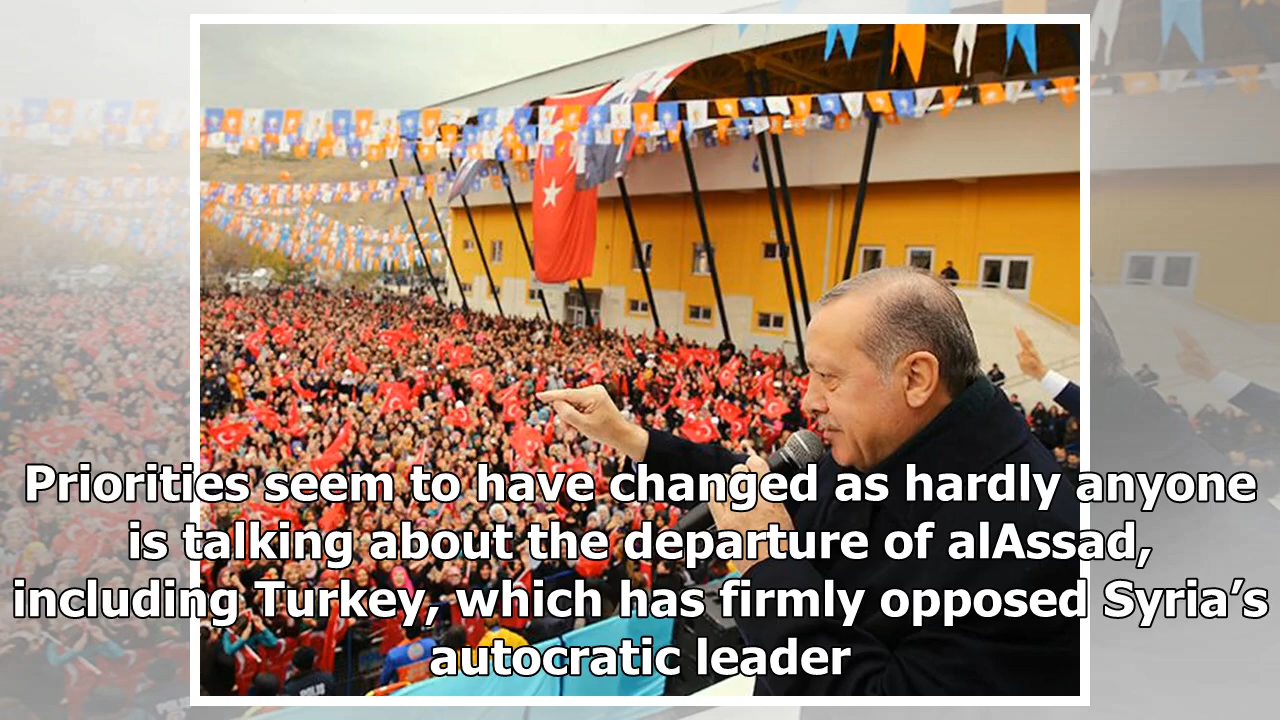 Priorities seem to have changed as hardly anyone
is talking about the departure of alAssad,
including Turkey, which has firmly opposed Syria’s
autocratic leader
POLIS